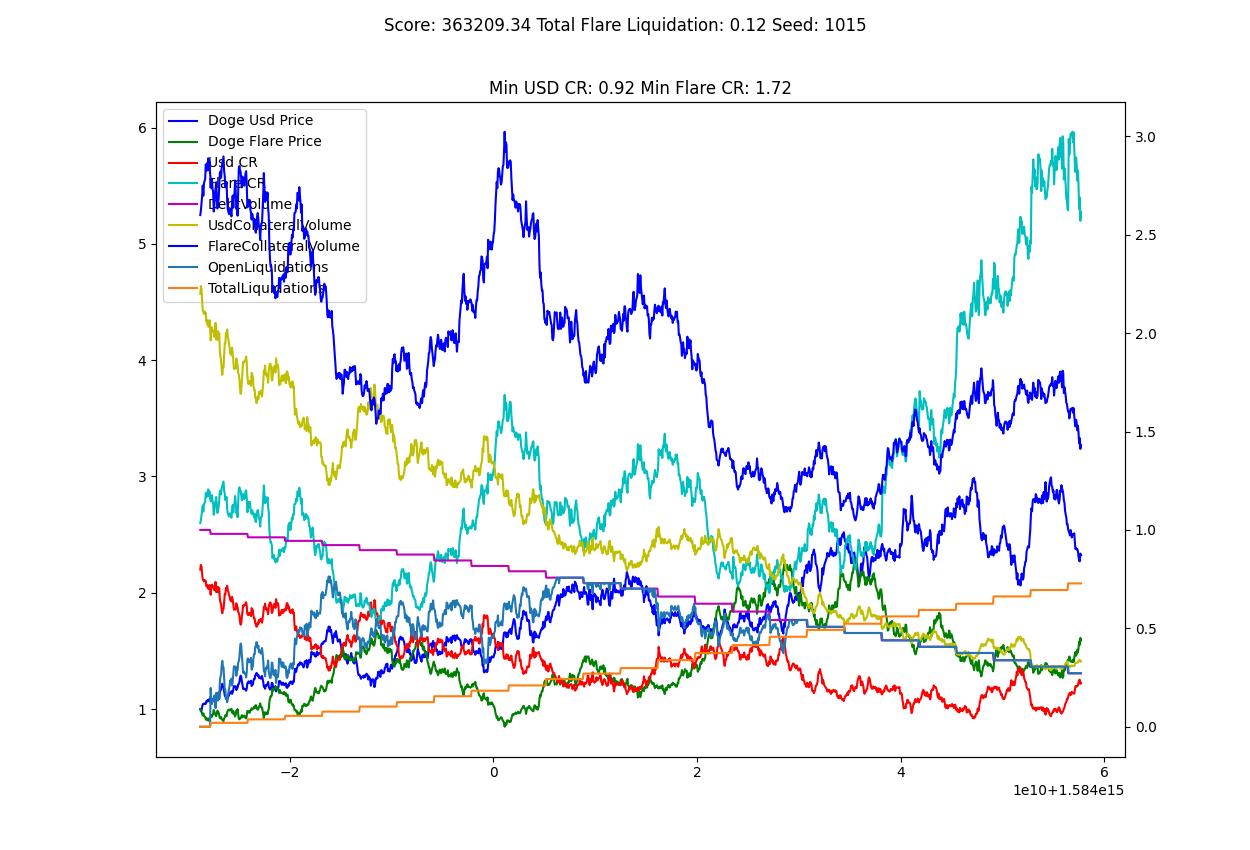 Score: 363209.34 Total Flare Liquidation: 0.12 Seed: 1015
Min USD CR: 0.92 Min Flare CR: 1.72
Doge Usd Price
Doge Flare Price
Usd CR
Flare CR
DebtVolume
UsdCollateralVolume
FlareCollateralVolume
OpenLiquidations
TotalLiquidations
6
5
4
3
2
1
3.0
2.5
2.0
1.5
1.0
0.5
0.0
−2
0
2
4
6
1e10+1.584e15